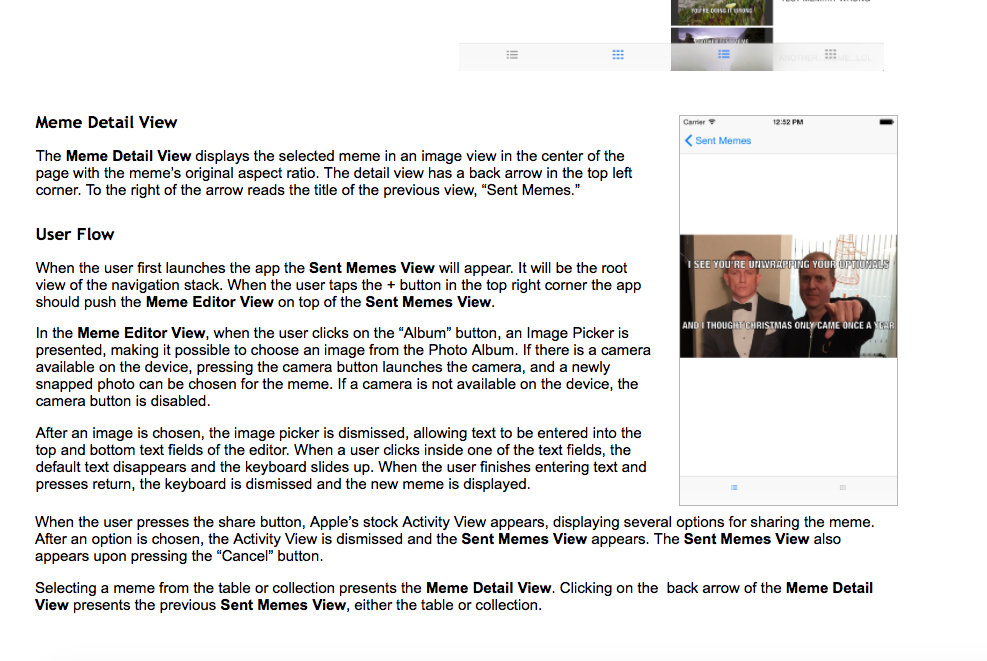 YOU'RE DOING IT WRONG
Meme Detail View
The Meme Detail View displays the selected meme in an image view in the center of the
page with the meme's original aspect ratio. The detail view has a back arrow in the top left
corner. To the right of the arrow reads the title of the previous view, “Sent Memes.”
User Flow
When the user first launches the app the Sent Memes View will appear. It will be the root
view of the navigation stack. When the user taps the + button in the top right corner the app
should push the Meme Editor View on top of the Sent Memes View.
In the Meme Editor View, when the user clicks on the “Album” button, an Image Picker is
presented, making it possible to choose an image from the Photo Album. If there is a camera
available on the device, pressing the camera button launches the camera, and a newly
snapped photo can be chosen for the meme. If a camera is not available on the device, the
camera button is disabled.
After an image is chosen, the image picker is dismissed, allowing text to be entered into the
top and bottom text fields of the editor. When a user clicks inside one of the text fields, the
default text disappears and the keyboard slides up. When the user finishes entering text and
presses return, the keyboard is dismissed and the new meme is displayed.
Carrier 12:52 PM
Sent Memes
I SEE YOU'RE UNWRAPPING YOUR OPTIONALS
AND I THOUGHT CHRISTMAS ONLY CAME ONCE A YEAR
When the user presses the share button, Apple's stock Activity View appears, displaying several options for sharing the meme.
After an option is chosen, the Activity View is dismissed and the Sent Memes View appears. The Sent Memes View also
appears upon pressing the “Cancel” button.
Selecting a meme from the table or collection presents the Meme Detail View. Clicking on the back arrow of the Meme Detail
View presents the previous Sent Memes View, either the table or collection.